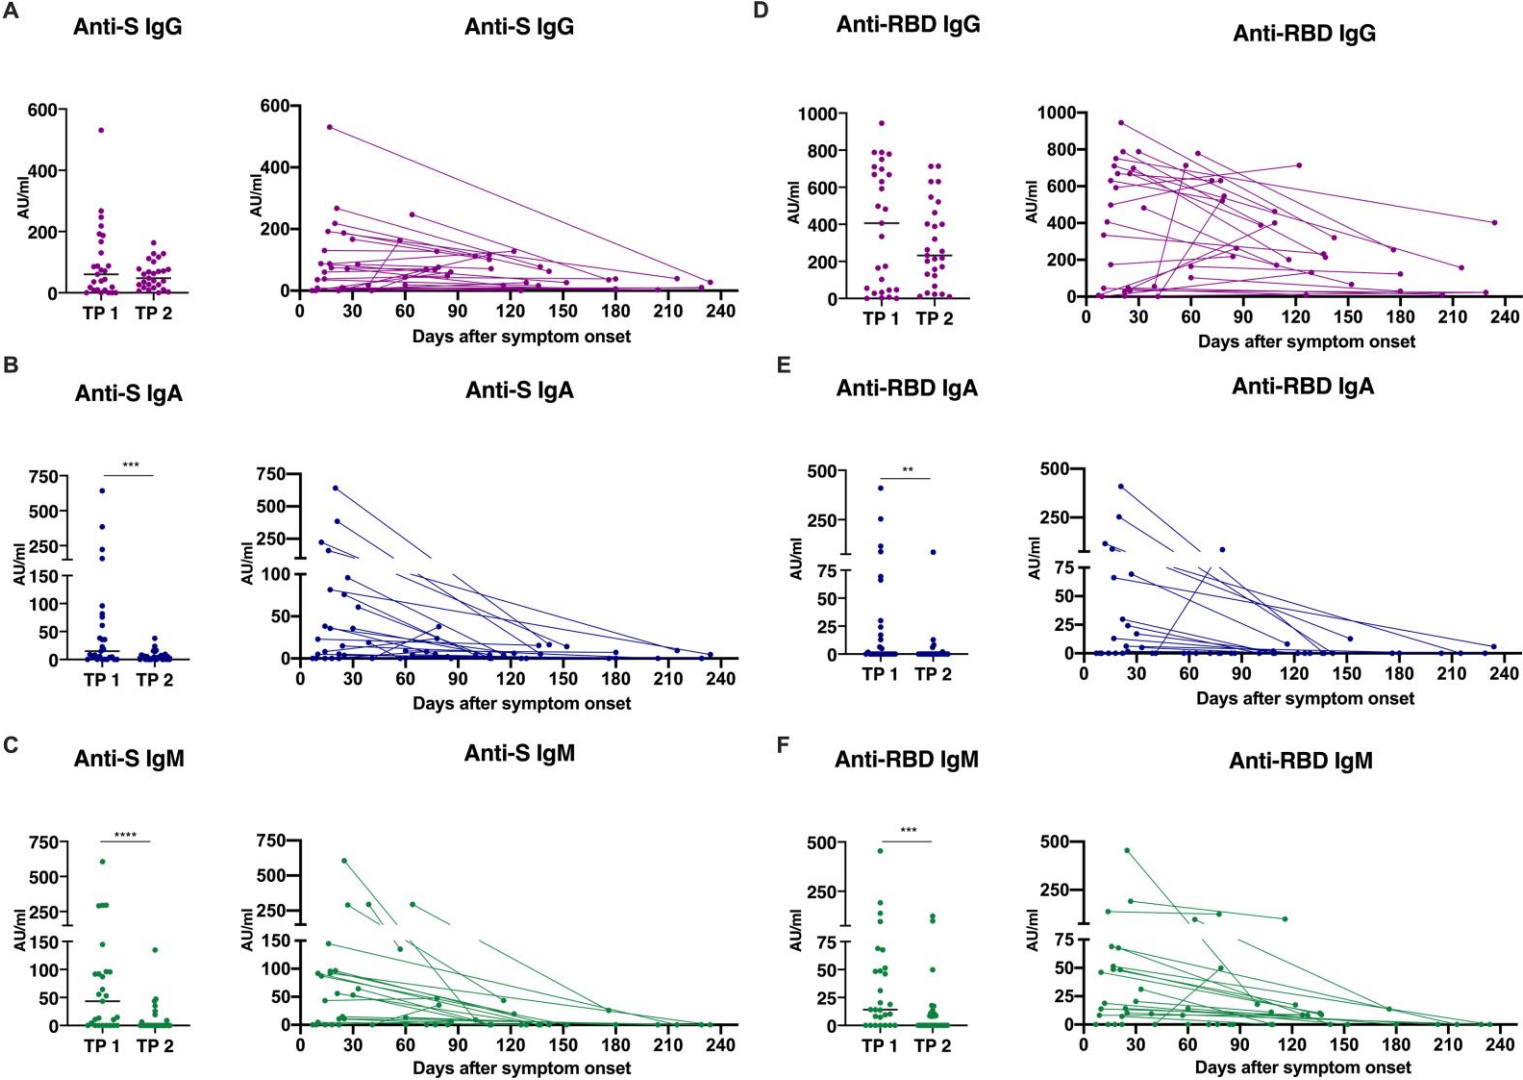 A
Anti-S IgG
Anti-S IgG
600
400
200
0
AU/ml
TP 1 TP 2
600
400
200
0
AU/ml
0 30 60 90 120 150 180 210 240
Days after symptom onset
D
Anti-RBD IgG
Anti-RBD IgG
1000
800
600
400
200
0
AU/ml
TP 1 TP 2
1000
800
600
400
200
0
AU/ml
0 30 60 90 120 150 180 210 240
Days after symptom onset
B
Anti-S IgA
Anti-S IgA
***
750
500
250
150
100
50
0
AU/ml
TP 1 TP 2
750
500
250
100
50
0
AU/ml
0 30 60 90 120 150 180 210 240
Days after symptom onset
E
Anti-RBD IgA
Anti-RBD IgA
**
500
250
75
50
25
0
AU/ml
TP 1 TP 2
500
250
75
50
25
0
AU/ml
0 30 60 90 120 150 180 210 240
Days after symptom onset
C
Anti-S IgM
Anti-S IgM
****
750
500
250
150
100
50
0
AU/ml
TP 1 TP 2
750
500
250
150
100
50
0
AU/ml
0 30 60 90 120 150 180 210 240
Days after symptom onset
F
Anti-RBD IgM
Anti-RBD IgM
***
500
250
75
50
25
0
AU/ml
TP 1 TP 2
500
250
75
50
25
0
AU/ml
0 30 60 90 120 150 180 210 240
Days after symptom onset